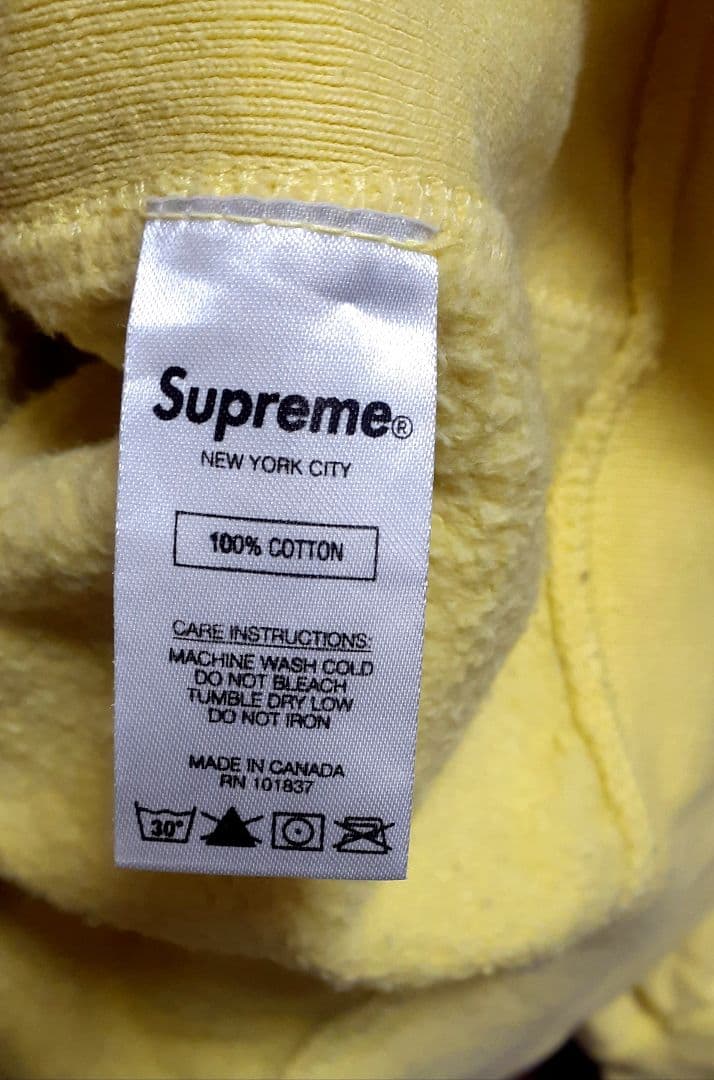 Supreme®
NEW YORK CITY
100% COTTON
CARE INSTRUCTIONS:
MACHINE WASH COLD
DO NOT BLEACH
TUMBLE DRY LOW
DO NOT IRON
MADE IN CANADA
RN 101837
30°